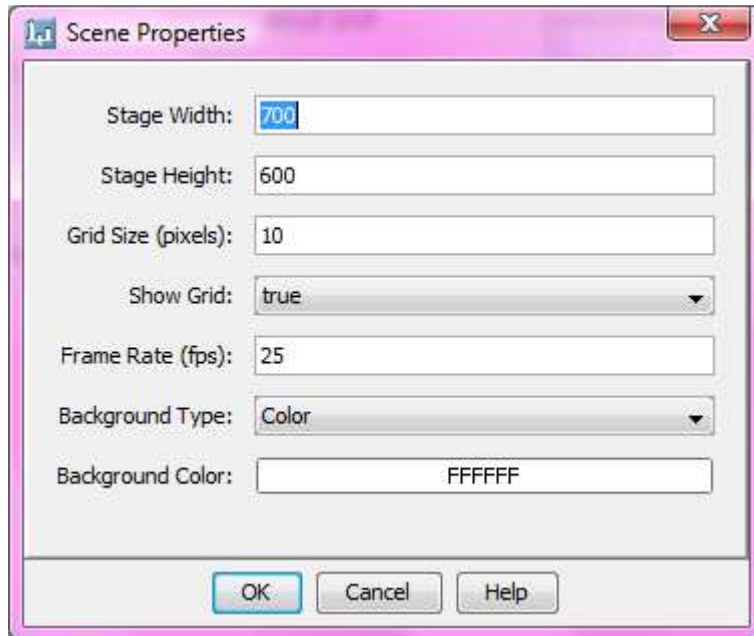 Scene Properties
Stage Width: 700
Stage Height: 600
Grid Size (pixels): 10
Show Grid: true
Frame Rate (fps): 25
Background Type: Color
Background Color: FFFFFF
OK Cancel Help